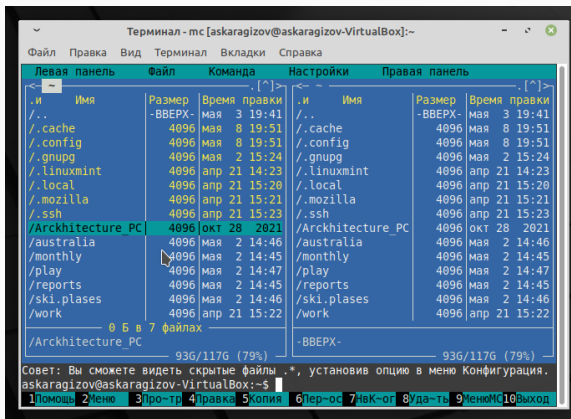 Терминал - mc [askaragizov@askaragizov-VirtualBox]:~
Файл Правка Вид Терминал Вкладки Справка
Левая панель Файл Команда Настройки Правая панель
<- ~ .[^]> <- ~ .[^]>
.и Имя Размер Время правки .и Имя Размер Время правки
/.. -ВВЕРХ- мая 3 19:41 /.. -ВВЕРХ- мая 3 19:41
/.cache 4096 мая 8 19:51 /.cache 4096 мая 8 19:51
/.config 4096 мая 8 19:51 /.config 4096 мая 8 19:51
/.gnupg 4096 мая 2 15:24 /.gnupg 4096 мая 2 15:24
/.linuxmint 4096 апр 21 14:23 /.linuxmint 4096 апр 21 14:23
/.local 4096 апр 21 15:20 /.local 4096 апр 21 15:20
/.mozilla 4096 апр 21 15:21 /.mozilla 4096 апр 21 15:21
/.ssh 4096 апр 21 15:23 /.ssh 4096 апр 21 15:23
/Arckhitecture_PC 4096 окт 28 2021 /Arckhitecture_PC 4096 окт 28 2021
/australia 4096 мая 2 14:46 /australia 4096 мая 2 14:46
/monthly 4096 мая 2 14:45 /monthly 4096 мая 2 14:45
/play 4096 мая 2 14:47 /play 4096 мая 2 14:47
/reports 4096 мая 2 14:45 /reports 4096 мая 2 14:45
/ski.plases 4096 мая 2 14:46 /ski.plases 4096 мая 2 14:46
/work 4096 апр 21 15:22 /work 4096 апр 21 15:22
0 Б в 7 файлах
/Arckhitecture_PC -ВВЕРХ-
93G/117G (79%) 93G/117G (79%)
Совет: Вы сможете видеть скрытые файлы .*, установив опцию в меню Конфигурация.
askaragizov@askaragizov-VirtualBox:~$
1Помощь 2Меню 3Про~тр 4Правка 5Копия 6Пер~ос 7НвК~ог 8Уда~ть 9МенюMC 10Выход